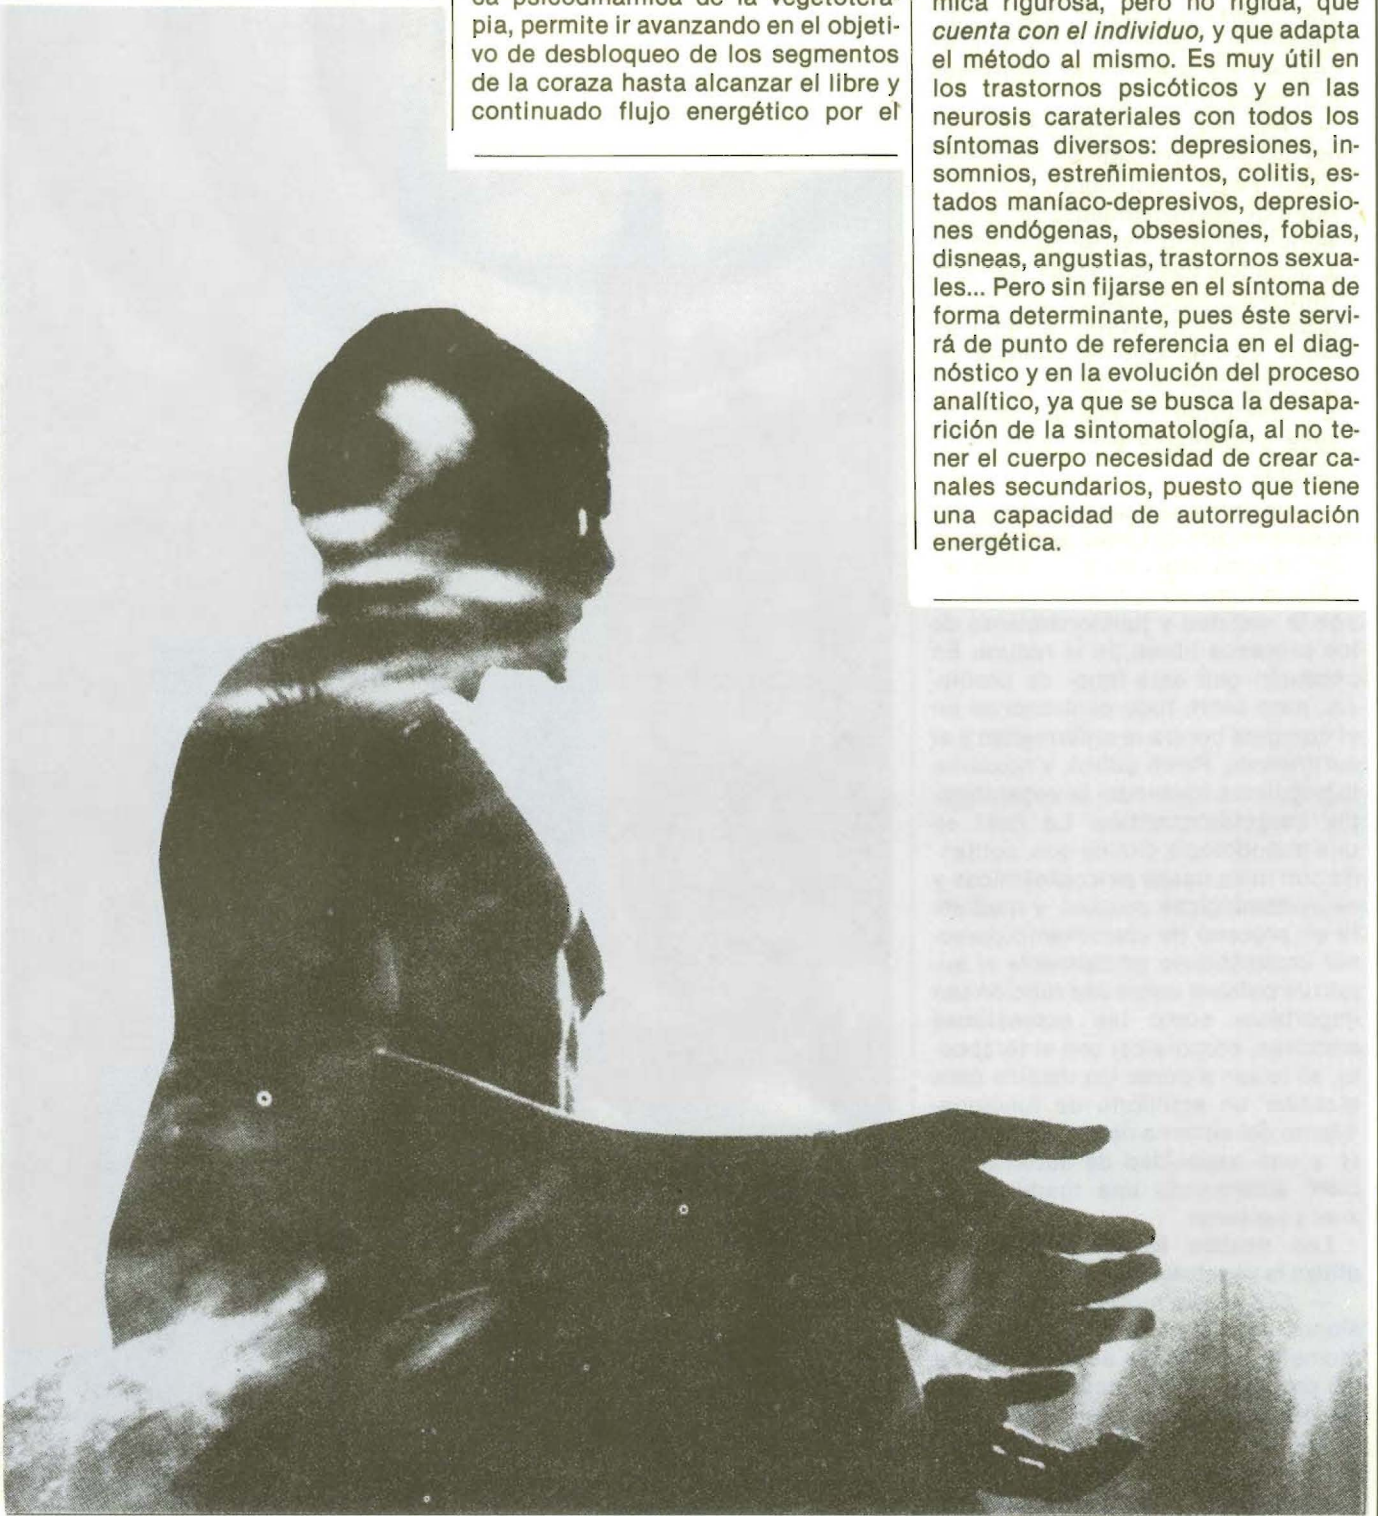 pia, permite ir avanzando en el objeti-
vo de desbloqueo de los segmentos
de la coraza hasta alcanzar el libre y
continuado flujo energético por el
mica rigurosa, pero no rígida, que
cuenta con el individuo, y que adapta
el método al mismo. Es muy útil en
los trastornos psicóticos y en las
neurosis carateriales con todos los
síntomas diversos: depresiones, in-
somnios, estreñimientos, colitis, es-
tados maníaco-depresivos, depresio-
nes endógenas, obsesiones, fobias,
disneas, angustias, trastornos sexua-
les... Pero sin fijarse en el síntoma de
forma determinante, pues éste servi-
rá de punto de referencia en el diag-
nóstico y en la evolución del proceso
analítico, ya que se busca la desapa-
rición de la sintomatología, al no te-
ner el cuerpo necesidad de crear ca-
nales secundarios, puesto que tiene
una capacidad de autorregulación
energética.